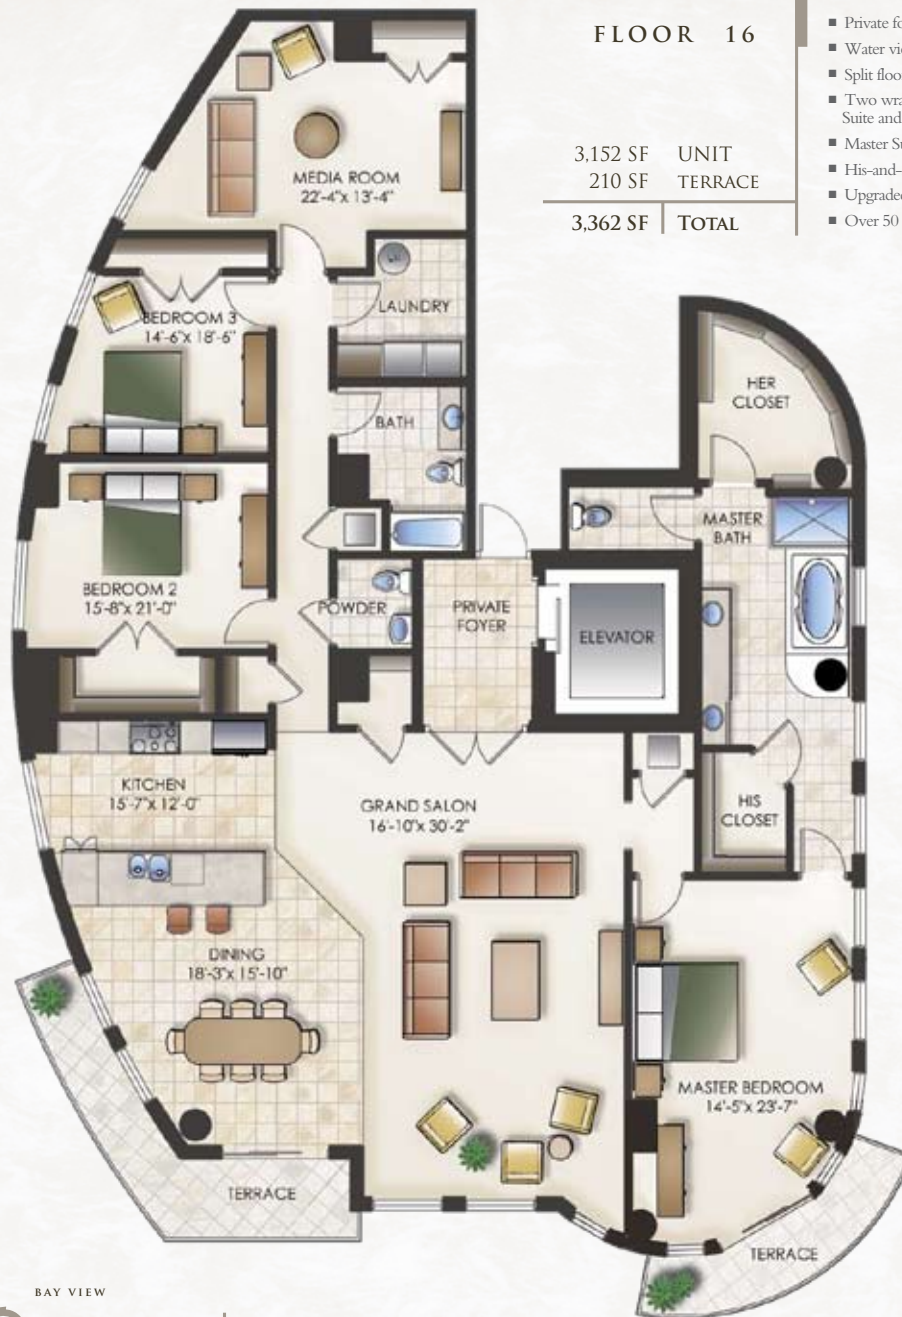 FLOOR 16
3,152 SF UNIT
210 SF TERRACE
3,362 SF TOTAL
■ Private
■ Water
■ Split
■ Two
Suite and
■ Master
■ His-and-
■ Upgraded
■ Over 50
MEDIA ROOM
22'-4"x 13'-4"
LAUNDRY
BEDROOM 3
14'-6"x 18'-6"
BATH
HER
CLOSET
MASTER
BATH
BEDROOM 2
15'-8"x 21'-0"
POWDER
PRIVATE
FOYER
ELEVATOR
KITCHEN
15'-7"x 12'-0"
GRAND SALON
16'-10"x 30'-2"
HIS
CLOSET
DINING
18'-3"x 15'-10"
MASTER BEDROOM
14'-5"x 23'-7"
TERRACE
TERRACE
BAY VIEW